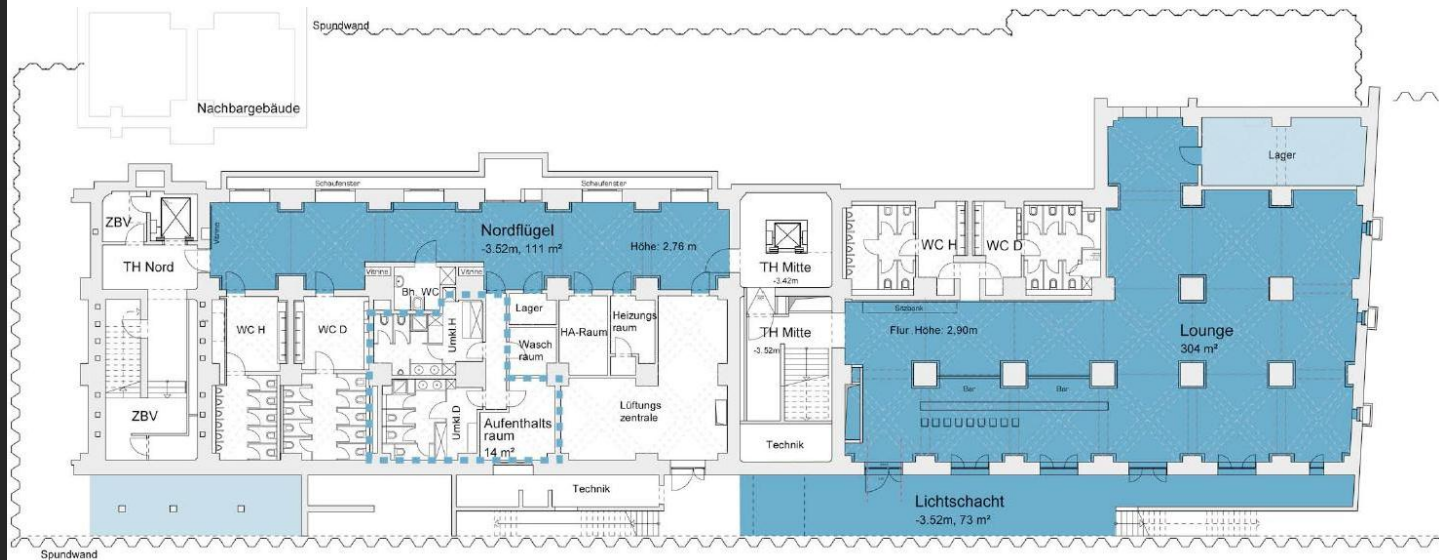 Spundwand
Nachbargebäude
Lager
Schaufenster
Schaufenster
ZBV
Vitrine
Nordflügel
-3.52m, 111 m²
Höhe: 2,76 m
WC H
WC D
TH Nord
TH Mitte
-3.42m
Vitrine
Vitrine
Bh. WC
Lager
HA-Raum
Heizungs
raum
Sitzbank
Flur Höhe: 2,90m
Lounge
304 m²
WC H
WC D
Umkl.H
Wasch
raum
TH Mitte
-3.52m
Bar
Bar
ZBV
Umkl.D
Aufenthalts
raum
14 m²
Lüftungs
zentrale
Technik
Technik
Lichtschacht
-3.52m, 73 m²
Spundwand